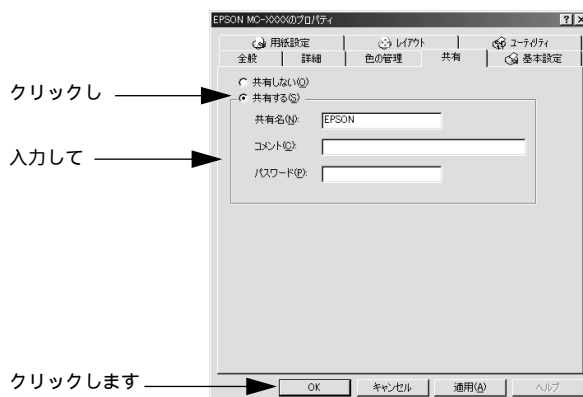 EPSON MC-XXXXのプロパティ
用紙設定 レイアウト ユーティリティ
全般 詳細 色の管理 共有 基本設定
共有しない(O)
クリックし
共有する(S)
共有名(N): EPSON
入力して
コメント(C):
パスワード(P):
クリックします
OK キャンセル 適用(A) ヘルプ